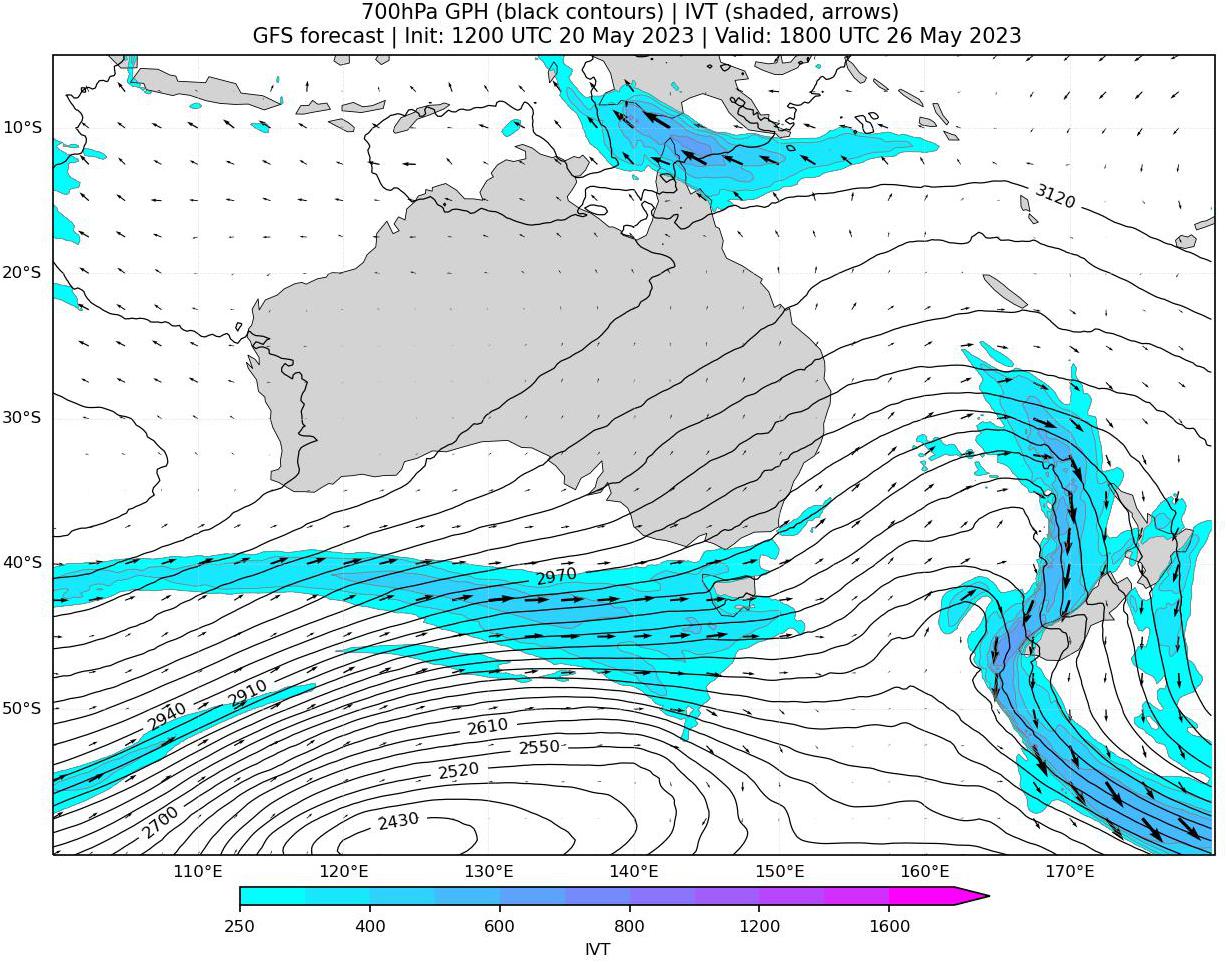 700hPa GPH (black contours) | IVT (shaded, arrows)
GFS forecast | Init: 1200 UTC 20 May 2023 | Valid: 1800 UTC 26 May 2023
10°S
3120
20°S
30°S
40°S
2970
50°S
2940
2910
2610
2550
2520
2700
2430
110°E 120°E 130°E 140°E 150°E 160°E 170°E
250 400 600 800 1200 1600
IVT